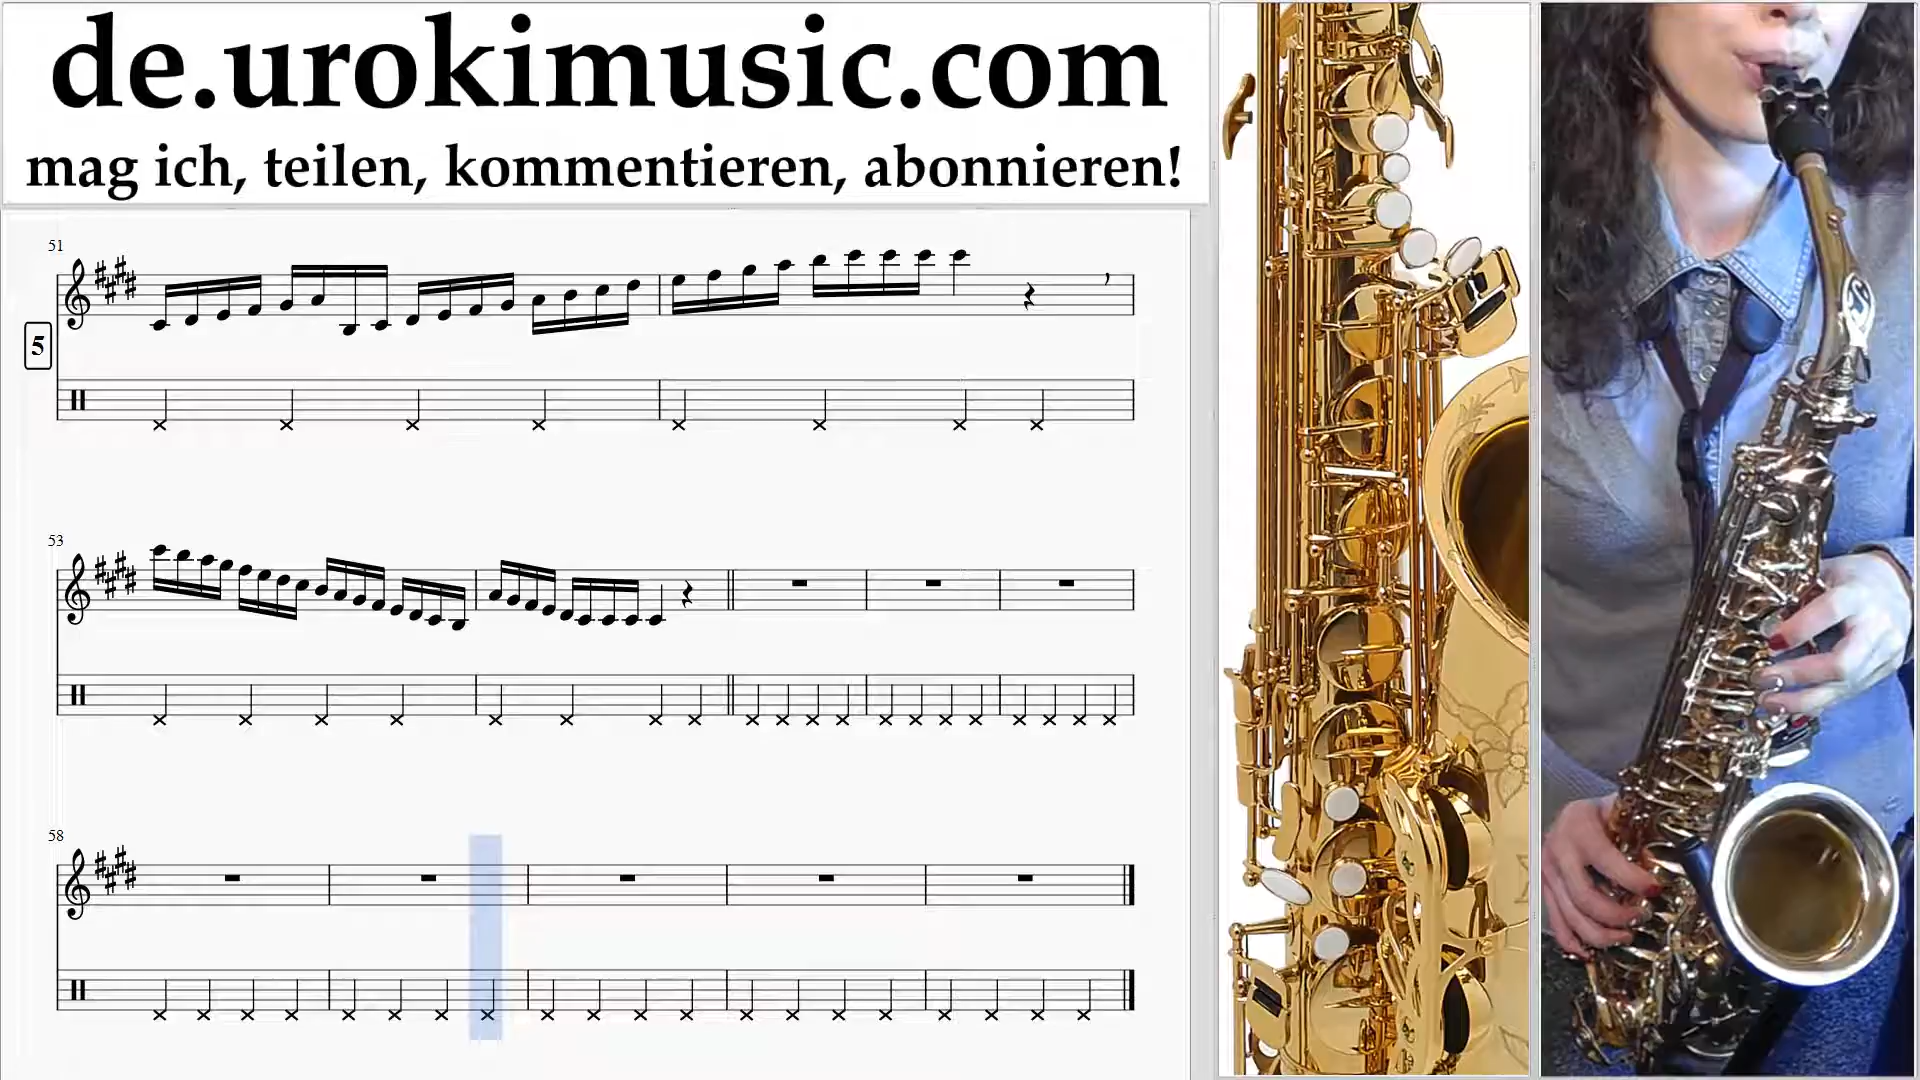 de.urokimusic.com
mag ich, teilen, kommentieren, abonnieren!
51
5
53
58